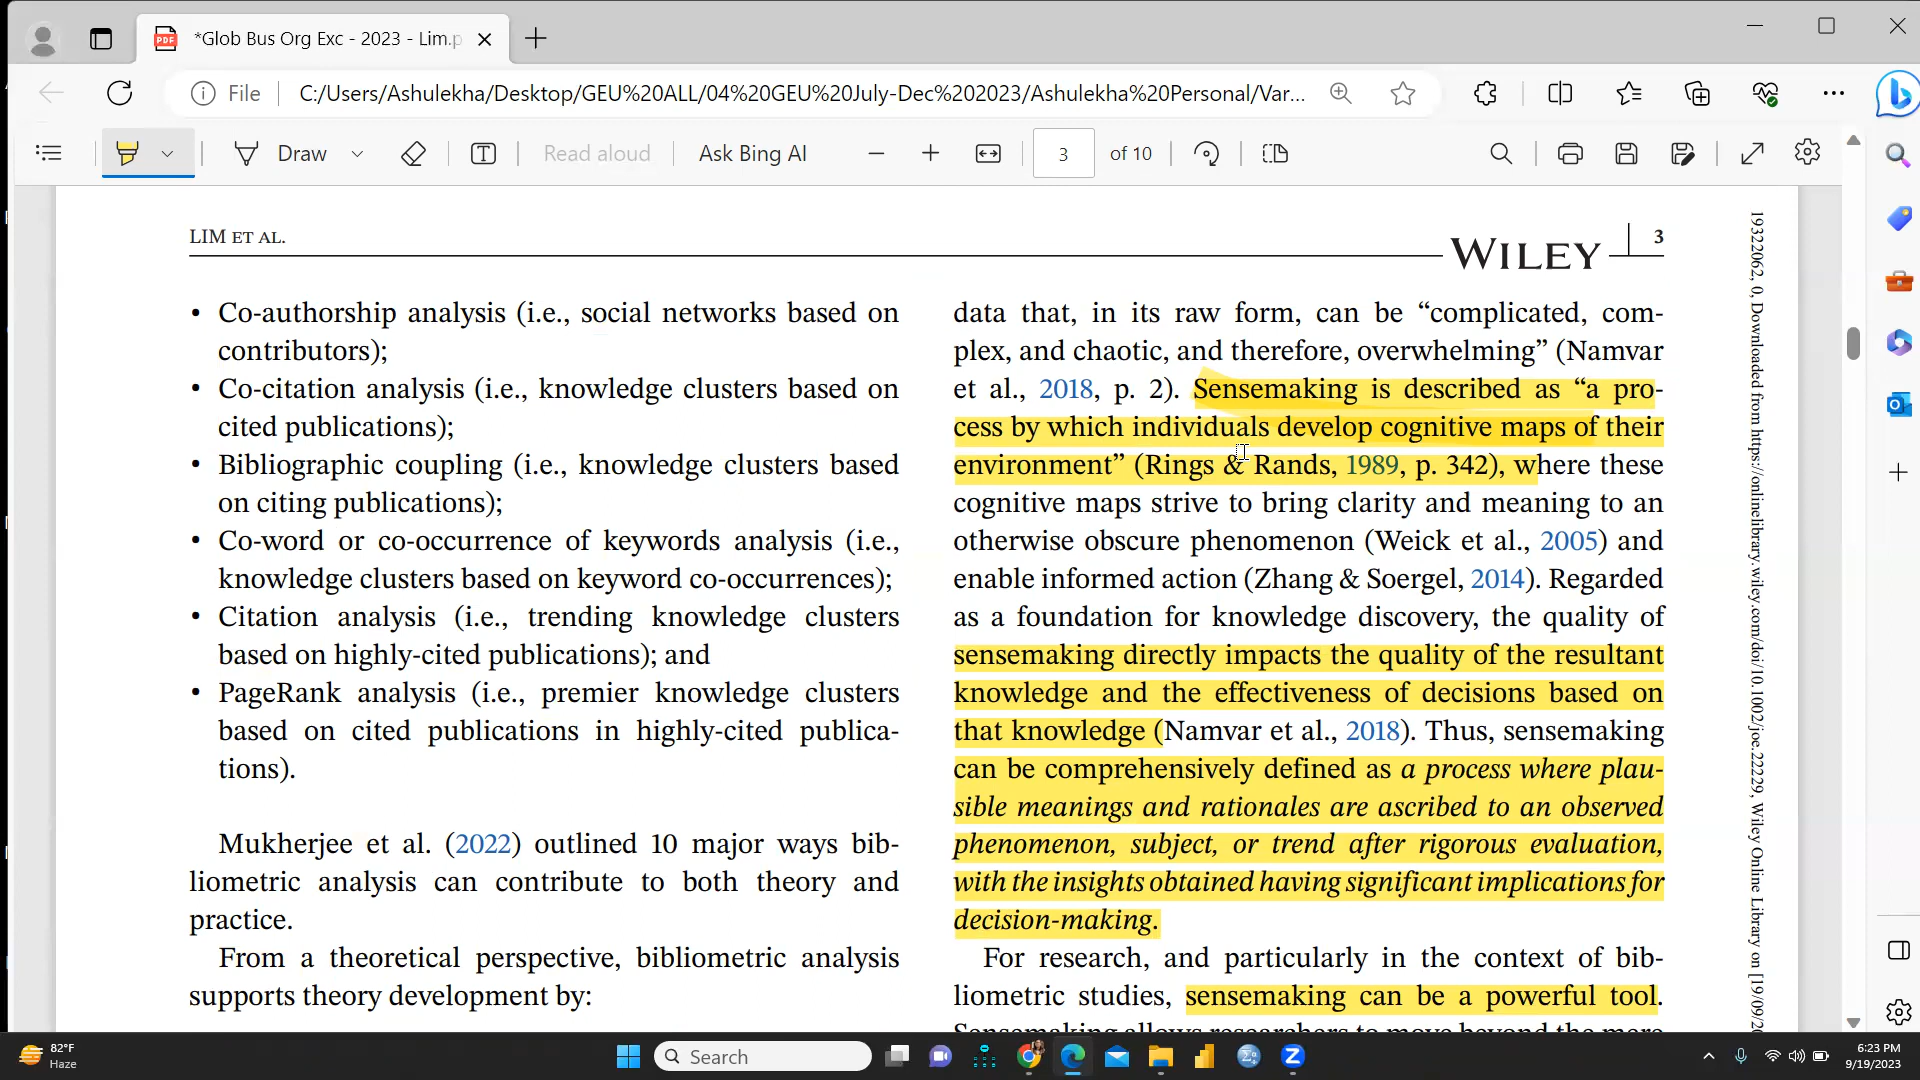 *Glob Bus Org Exc - 2023 - Lim.p
File
C:/Users/Ashulekha/Desktop/GEU%20ALL/04%20GEU%20July-Dec%202023/Ashulekha%20Personal/Var...
Draw
Read aloud
Ask Bing AI
3
of 10
LIM ET AL.
WILEY
3
• Co-authorship analysis (i.e., social networks based on
contributors);
• Co-citation analysis (i.e., knowledge clusters based on
cited publications);
• Bibliographic coupling (i.e., knowledge clusters based
on citing publications);
• Co-word or co-occurrence of keywords analysis (i.e.,
knowledge clusters based on keyword co-occurrences);
• Citation analysis (i.e., trending knowledge clusters
based on highly-cited publications); and
• PageRank analysis (i.e., premier knowledge clusters
based on cited publications in highly-cited publica-
tions).
Mukherjee et al. (2022) outlined 10 major ways bib-
liometric analysis can contribute to both theory and
practice.
From a theoretical perspective, bibliometric analysis
supports theory development by:
data that, in its raw form, can be “complicated, com-
plex, and chaotic, and therefore, overwhelming” (Namvar
et al., 2018, p. 2). Sensemaking is described as “a pro-
cess by which individuals develop cognitive maps of their
environment” (Rings & Rands, 1989, p. 342), where these
cognitive maps strive to bring clarity and meaning to an
otherwise obscure phenomenon (Weick et al., 2005) and
enable informed action (Zhang & Soergel, 2014). Regarded
as a foundation for knowledge discovery, the quality of
sensemaking directly impacts the quality of the resultant
knowledge and the effectiveness of decisions based on
that knowledge (Namvar et al., 2018). Thus, sensemaking
can be comprehensively defined as a process where plau-
sible meanings and rationales are ascribed to an observed
phenomenon, subject, or trend after rigorous evaluation,
with the insights obtained having significant implications for
decision-making.
For research, and particularly in the context of bib-
liometric studies, sensemaking can be a powerful tool.
Sensemaking allows researchers to move beyond the mere
19322062, 0, Downloaded from https://onlinelibrary.wiley.com/doi/10.1002/joe.22229, Wiley Online Library on [19/09/2
82°F
Haze
Search
6:23 PM
9/19/2023